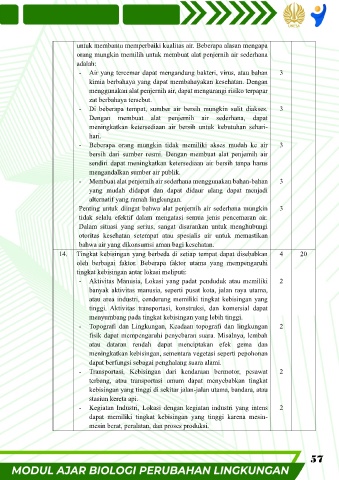 untuk membantu memperbaiki kualitas air. Beberapa alasan mengapa
orang mungkin memilih untuk membuat alat penjernih air sederhana
adalah:
- Air yang tercemar dapat mengandung bakteri, virus, atau bahan 3
kimia berbahaya yang dapat membahayakan kesehatan. Dengan
menggunakan alat penjernih air, dapat mengurangi risiko terpapar
zat berbahaya tersebut.
- Di beberapa tempat, sumber air bersih mungkin sulit diakses. 3
Dengan membuat alat penjernih air sederhana, dapat
meningkatkan ketersediaan air bersih untuk kebutuhan sehari-
hari.
- Beberapa orang mungkin tidak memiliki akses mudah ke air 3
bersih dari sumber resmi. Dengan membuat alat penjernih air
sendiri dapat meningkatkan ketersediaan air bersih tanpa harus
mengandalkan sumber air publik.
- Membuat alat penjernih air sederhana menggunakan bahan-bahan 3
yang mudah didapat dan dapat didaur ulang dapat menjadi
alternatif yang ramah lingkungan.
Penting untuk diingat bahwa alat penjernih air sederhana mungkin 3
tidak selalu efektif dalam mengatasi semua jenis pencemaran air.
Dalam situasi yang serius, sangat disarankan untuk menghubungi
otoritas kesehatan setempat atau spesialis air untuk memastikan
bahwa air yang dikonsumsi aman bagi kesehatan.
14. Tingkat kebisingan yang berbeda di setiap tempat dapat disebabkan 4 20
oleh berbagai faktor. Beberapa faktor utama yang mempengaruhi
tingkat kebisingan antar lokasi meliputi:
- Aktivitas Manusia, Lokasi yang padat penduduk atau memiliki 2
banyak aktivitas manusia, seperti pusat kota, jalan raya utama,
atau area industri, cenderung memiliki tingkat kebisingan yang
tinggi. Aktivitas transportasi, konstruksi, dan komersial dapat
menyumbang pada tingkat kebisingan yang lebih tinggi.
- Topografi dan Lingkungan, Keadaan topografi dan lingkungan 2
fisik dapat mempengaruhi penyebaran suara. Misalnya, lembah
atau dataran rendah dapat menciptakan efek gema dan
meningkatkan kebisingan, sementara vegetasi seperti pepohonan
dapat berfungsi sebagai penghalang suara alami.
- Transportasi, Kebisingan dari kendaraan bermotor, pesawat 2
terbang, atau transportasi umum dapat menyebabkan tingkat
kebisingan yang tinggi di sekitar jalan-jalan utama, bandara, atau
stasiun kereta api.
- Kegiatan Industri, Lokasi dengan kegiatan industri yang intens 2
dapat memiliki tingkat kebisingan yang tinggi karena mesin-
mesin berat, peralatan, dan proses produksi.
57
MODUL AJAR BIOLOGI PERUBAHAN LINGKUNGAN